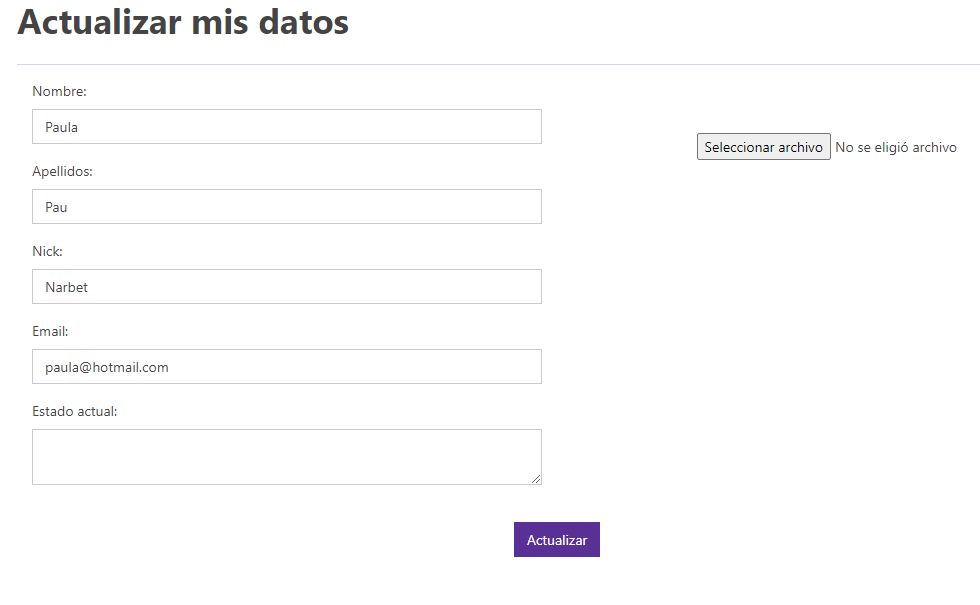 Actualizar mis datos
Nombre:
Paula
Seleccionar archivo No se eligió archivo
Apellidos:
Pau
Nick:
Narbet
Email:
paula@hotmail.com
Estado actual:
Actualizar